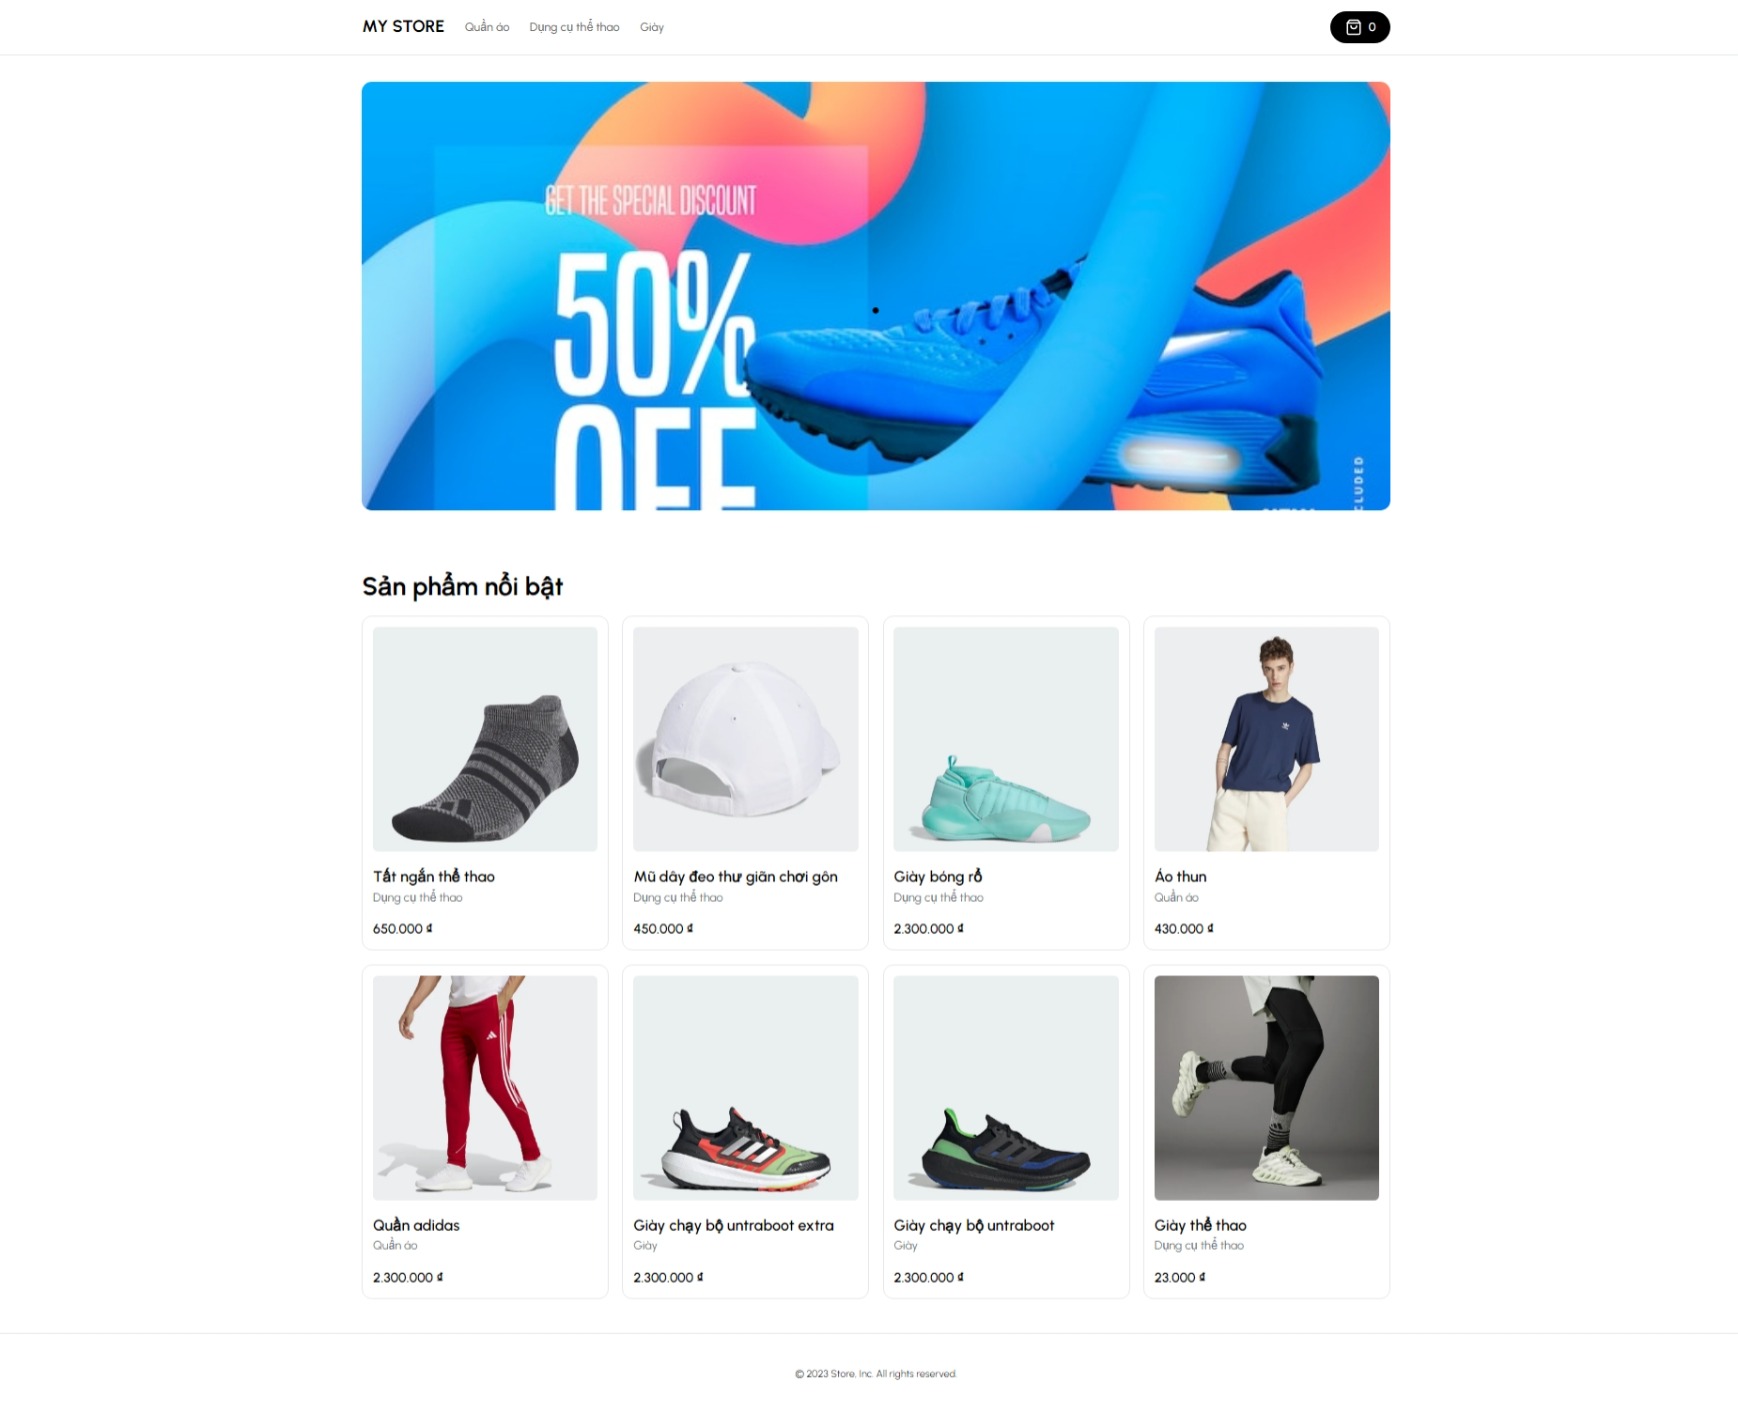 MY STORE
Quần áo
Dụng cụ thể thao
Giày
0
GET THE SPECIAL DISCOUNT
50%
OFF
Sản phẩm nổi bật
Tất ngắn thể thao
Dụng cụ thể thao
650.000 ₫
Mũ dây đeo thư giãn chơi gôn
Dụng cụ thể thao
450.000 ₫
Giày bóng rổ
Dụng cụ thể thao
2.300.000 ₫
Áo thun
Quần áo
430.000 ₫
Quần adidas
Quần áo
2.300.000 ₫
Giày chạy bộ untraboot extra
Giày
2.300.000 ₫
Giày chạy bộ untraboot
Giày
2.300.000 ₫
Giày thể thao
Dụng cụ thể thao
23.000 ₫
© 2023 Store, Inc. All rights reserved.